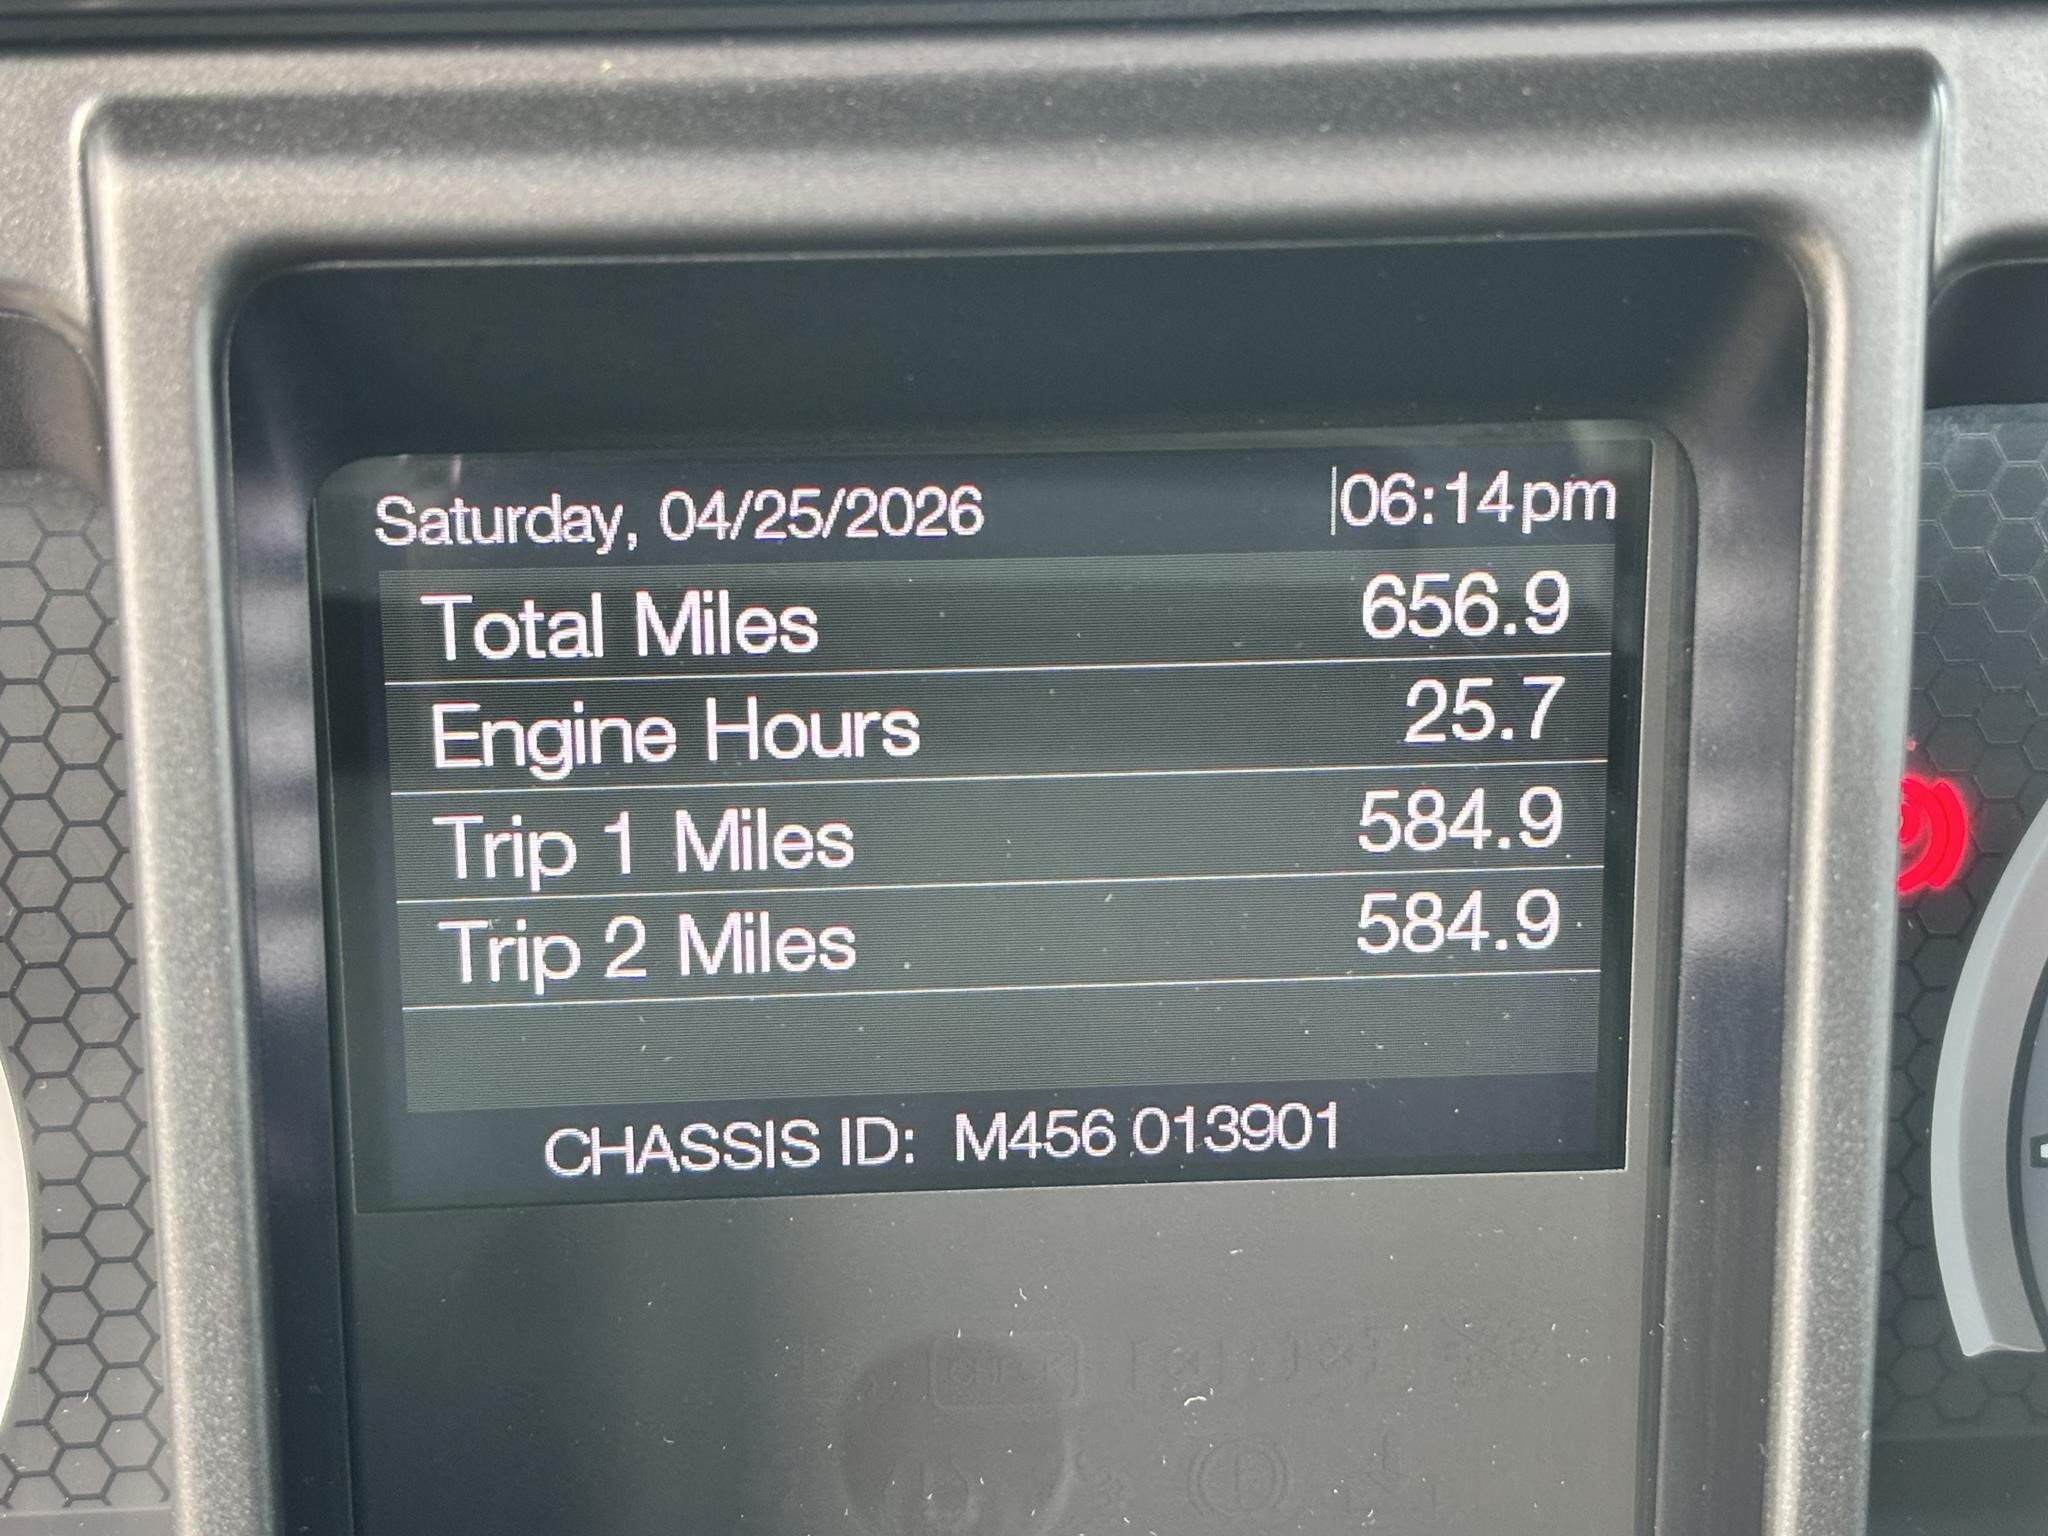 Saturday, 04/25/2026 06:14pm
Total Miles 656.9
Engine Hours 25.7
Trip 1 Miles 584.9
Trip 2 Miles 584.9
CHASSIS ID: M456 013901